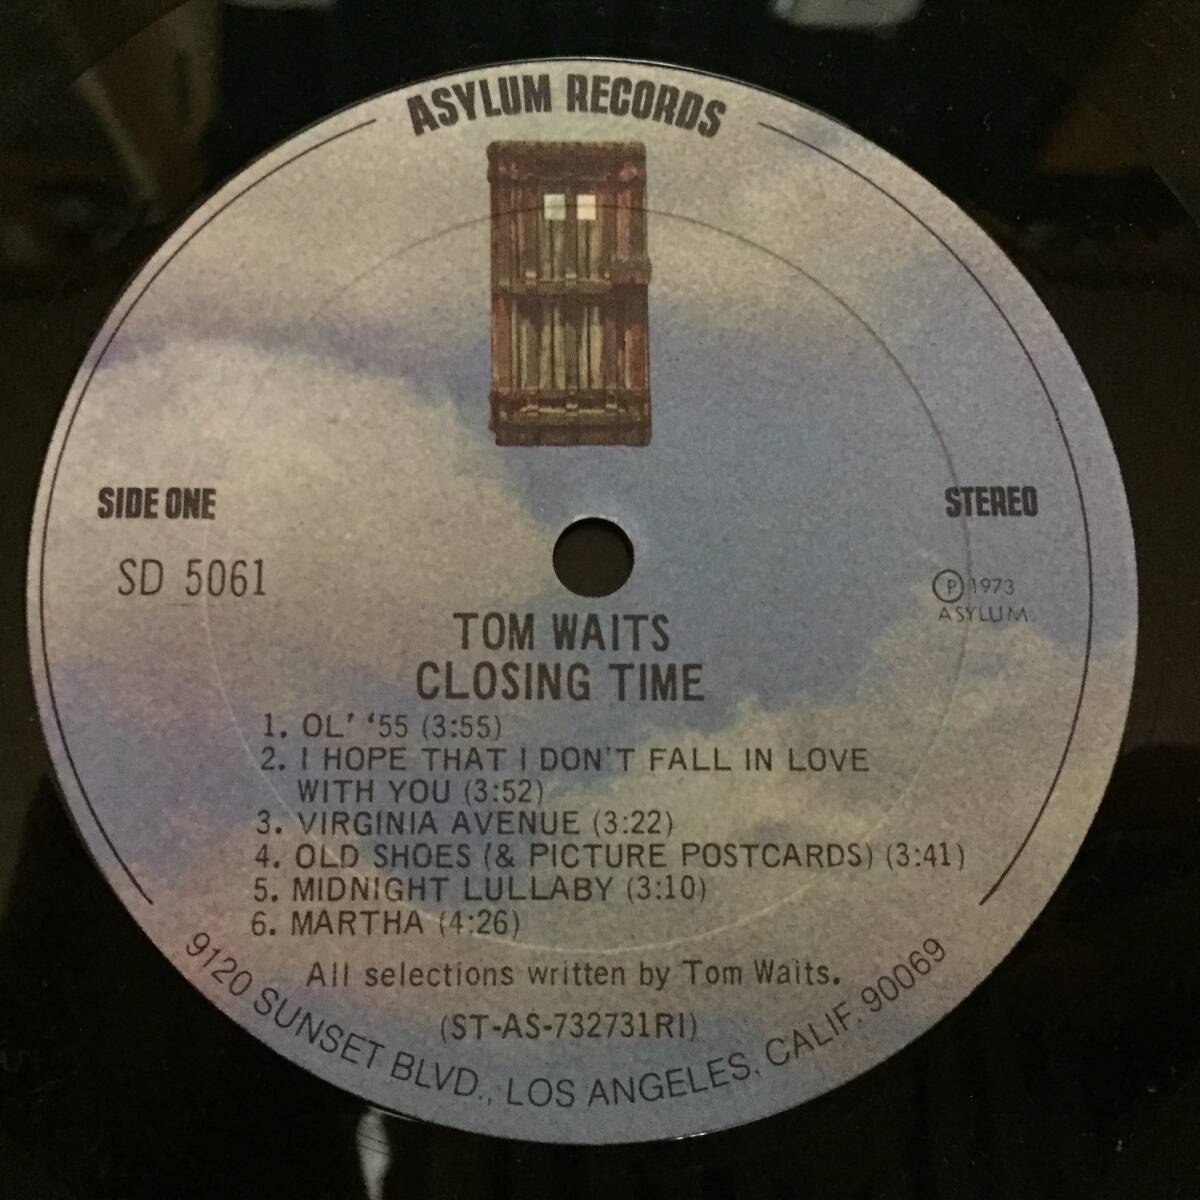 ASYLUM RECORDS
SIDE ONE
STEREO
SD 5061
Ⓟ 1973
ASYLUM
TOM WAITS
CLOSING TIME
1. OL' '55 (3:55)
2. I HOPE THAT I DON'T FALL IN LOVE
WITH YOU (3:52)
3. VIRGINIA AVENUE (3:22)
4. OLD SHOES (& PICTURE POSTCARDS) (3:41)
5. MIDNIGHT LULLABY (3:10)
6. MARTHA (4:26)
All selections written by Tom Waits.
(ST-AS-732731RI)
9120 SUNSET BLVD., LOS ANGELES, CALIF. 90069